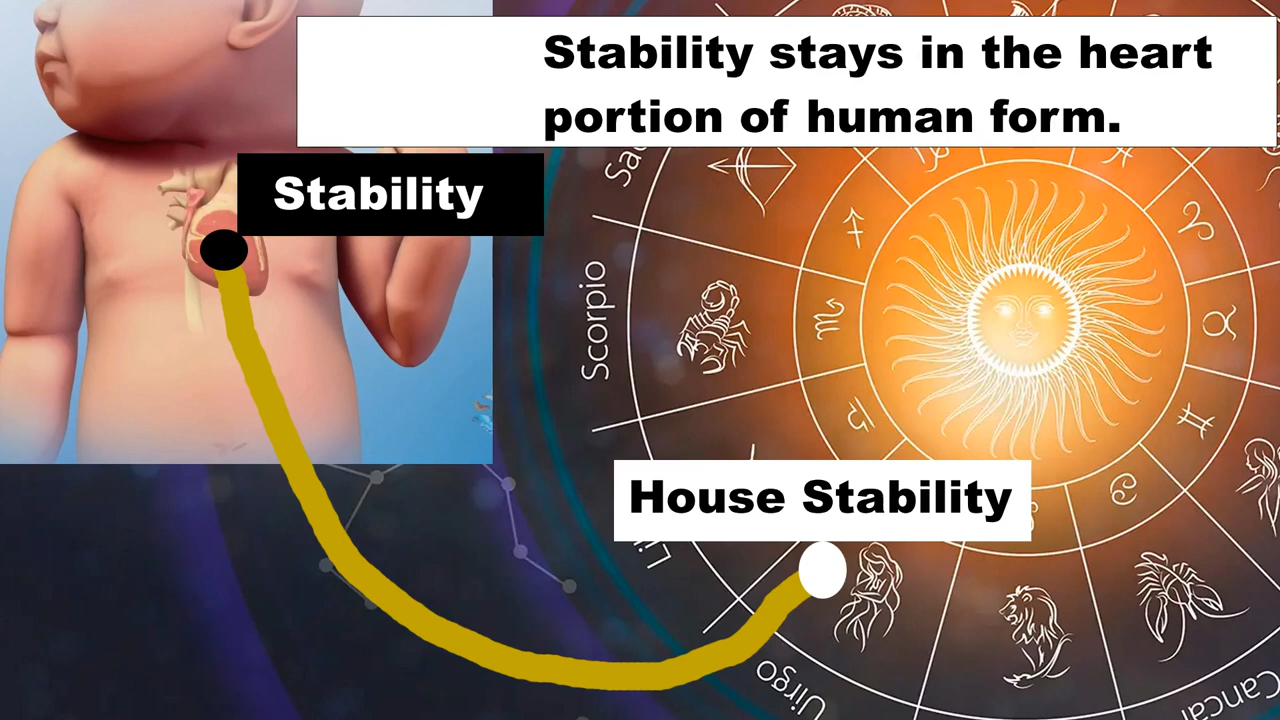 Stability stays in the heart
portion of human form.
Stability
Scorpio
House Stability
Virgo